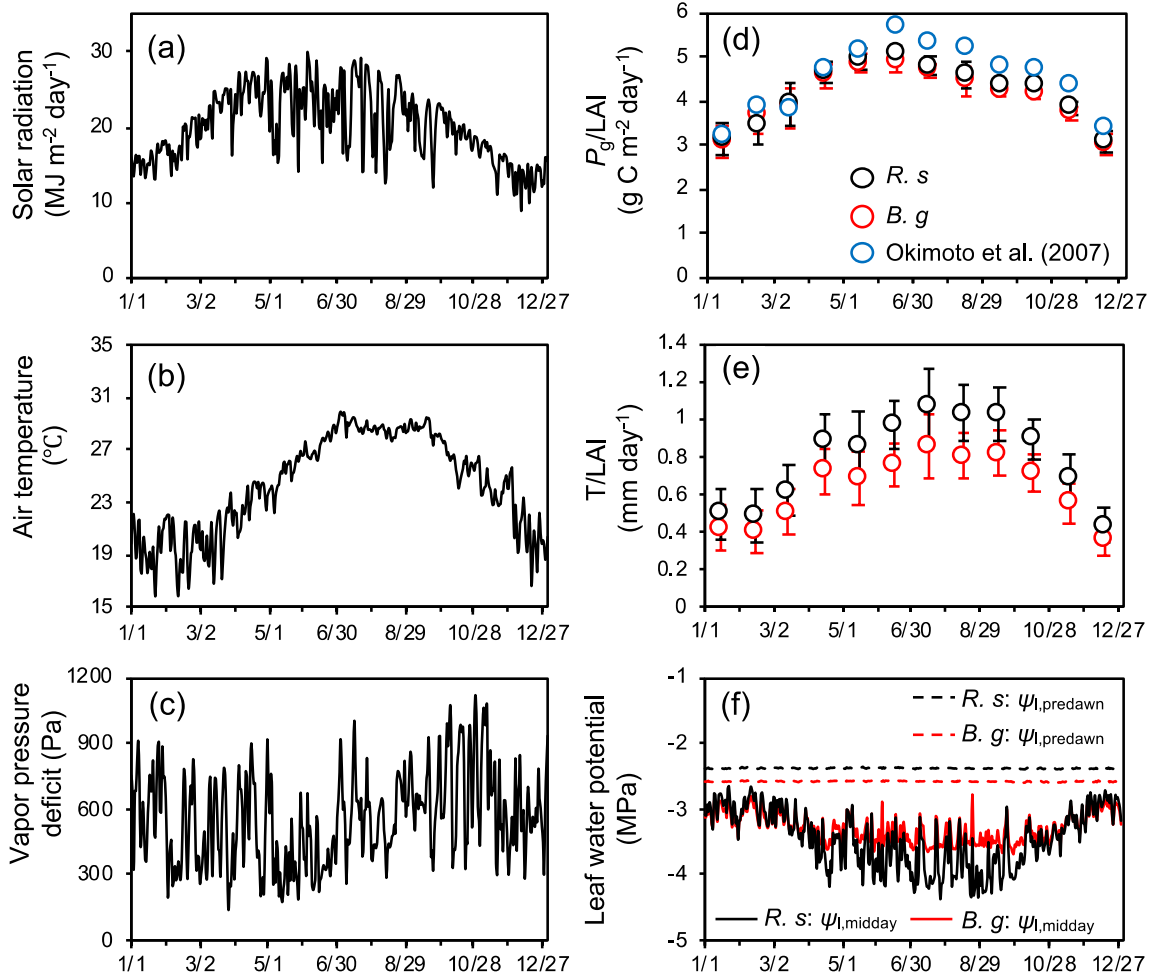 (a)
Solar radiation
(MJ m⁻² day⁻¹)
30
20
10
0
1/1 3/2 5/1 6/30 8/29 10/28 12/27
(b)
Air temperature
(°C)
35
31
27
23
19
15
1/1 3/2 5/1 6/30 8/29 10/28 12/27
(c)
Vapor pressure
deficit (Pa)
1200
900
600
300
0
1/1 3/2 5/1 6/30 8/29 10/28 12/27
(d)
Pg/LAI
(g C m⁻² day⁻¹)
6
5
4
3
2
1
0
R. s
B. g
Okimoto et al. (2007)
1/1 3/2 5/1 6/30 8/29 10/28 12/27
(e)
T/LAI
(mm day⁻¹)
1.4
1.2
1
0.8
0.6
0.4
0.2
0
1/1 3/2 5/1 6/30 8/29 10/28 12/27
(f)
Leaf water potential
(MPa)
-1
-2
-3
-4
-5
R. s: ψl,predawn
B. g: ψl,predawn
R. s: ψl,midday B. g: ψl,midday
1/1 3/2 5/1 6/30 8/29 10/28 12/27